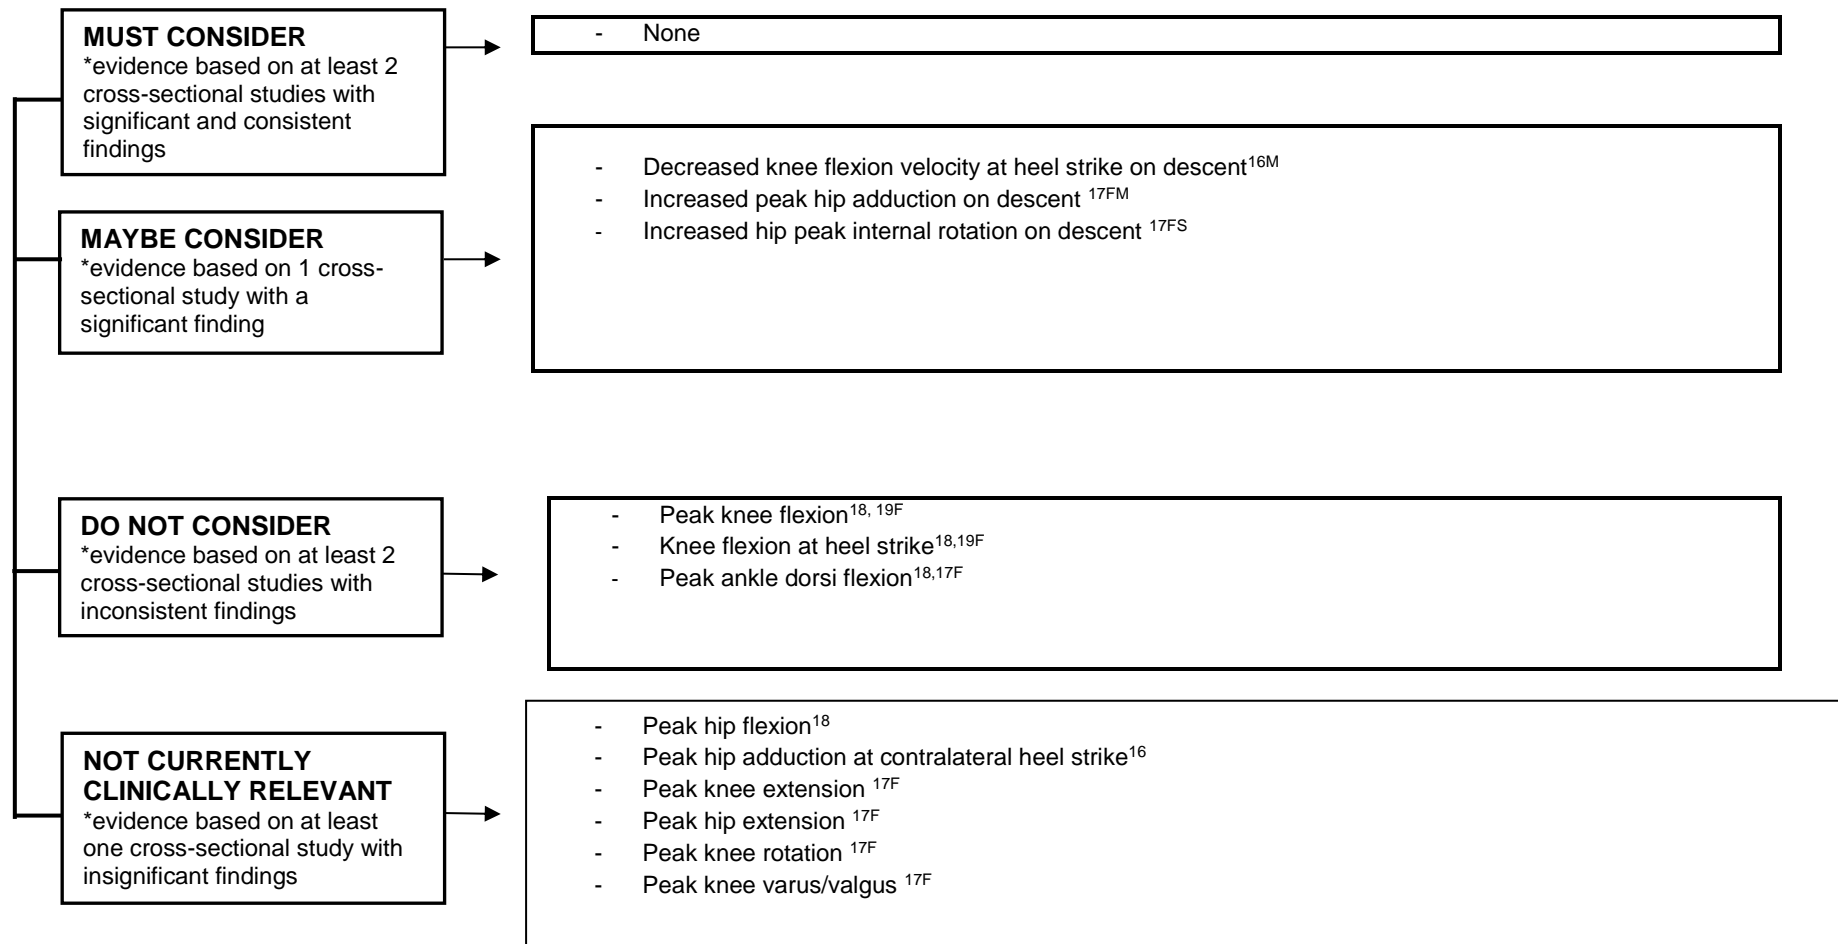 MUST CONSIDER
*evidence based on at least 2
cross-sectional studies with
significant and consistent
findings
- None
MAYBE CONSIDER
*evidence based on 1 cross-
sectional study with a
significant finding
- Decreased knee flexion velocity at heel strike on descent16M
- Increased peak hip adduction on descent 17FM
- Increased hip peak internal rotation on descent 17FS
DO NOT CONSIDER
*evidence based on at least 2
cross-sectional studies with
inconsistent findings
- Peak knee flexion18, 19F
- Knee flexion at heel strike18,19F
- Peak ankle dorsi flexion18,17F
NOT CURRENTLY
CLINICALLY RELEVANT
*evidence based on at least
one cross-sectional study with
insignificant findings
- Peak hip flexion18
- Peak hip adduction at contralateral heel strike16
- Peak knee extension 17F
- Peak hip extension 17F
- Peak knee rotation 17F
- Peak knee varus/valgus 17F